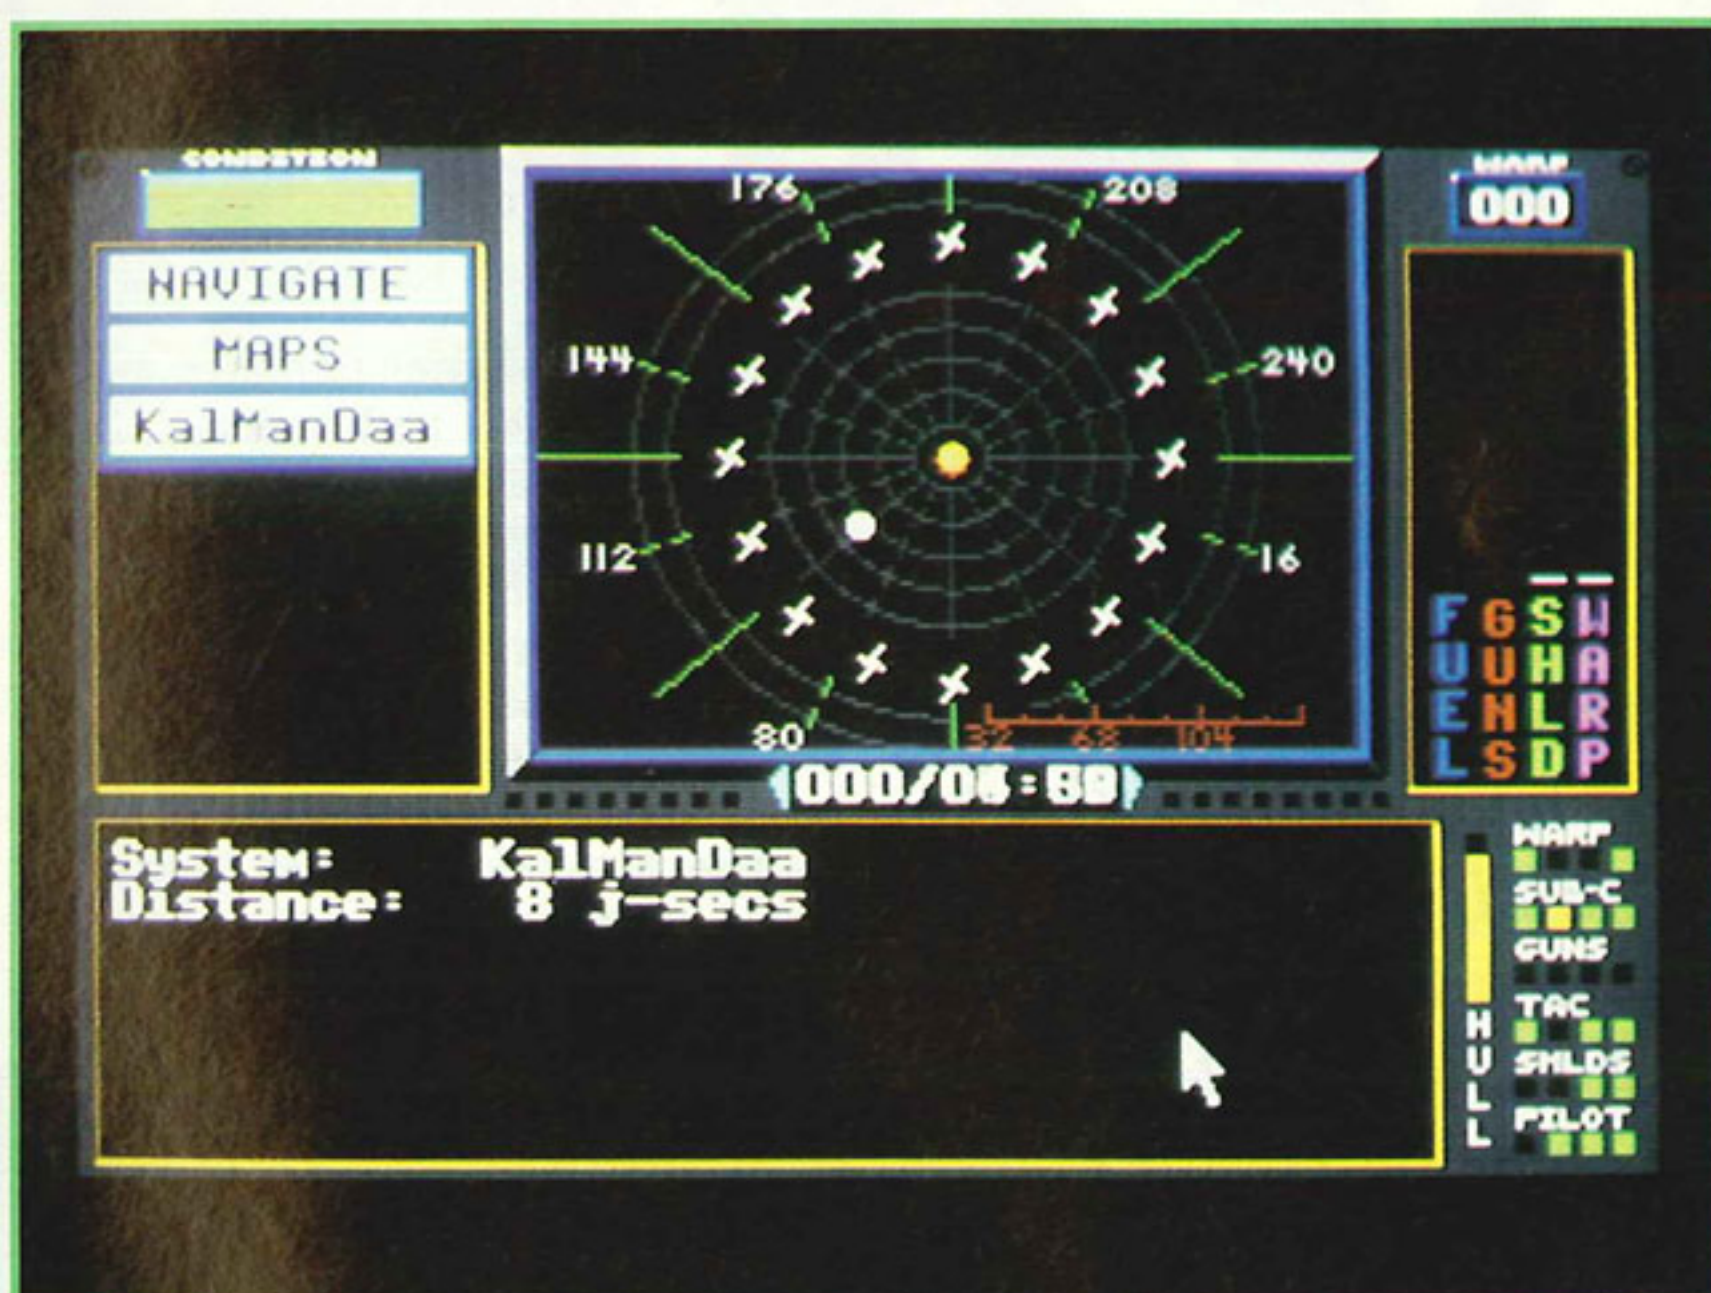 CONDITION
WARP
000
NAVIGATE
MAPS
KalManDaa
176
208
144
240
112
16
80
32 68 104
FUEL
GUNS
SHLD
WARP
System: KalManDaa
Distance: 8 j-secs
HULL
WARP
SUB-C
GUNS
TAC
SHLDS
PILOT